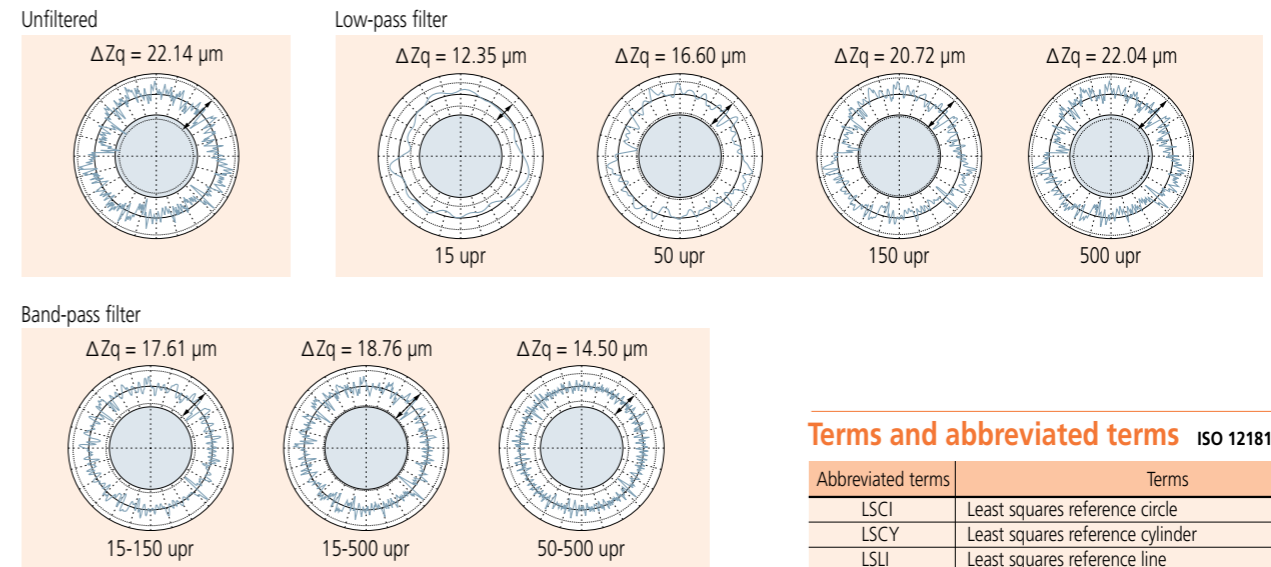 Unfiltered
ΔZq = 22.14 µm
Low-pass filter
ΔZq = 12.35 µm
15 upr
ΔZq = 16.60 µm
50 upr
ΔZq = 20.72 µm
150 upr
ΔZq = 22.04 µm
500 upr
Band-pass filter
ΔZq = 17.61 µm
15-150 upr
ΔZq = 18.76 µm
15-500 upr
ΔZq = 14.50 µm
50-500 upr
Terms and abbreviated terms ISO 12181
Abbreviated terms Terms
LSCI Least squares reference circle
LSCY Least squares reference cylinder
LSLI Least squares reference line